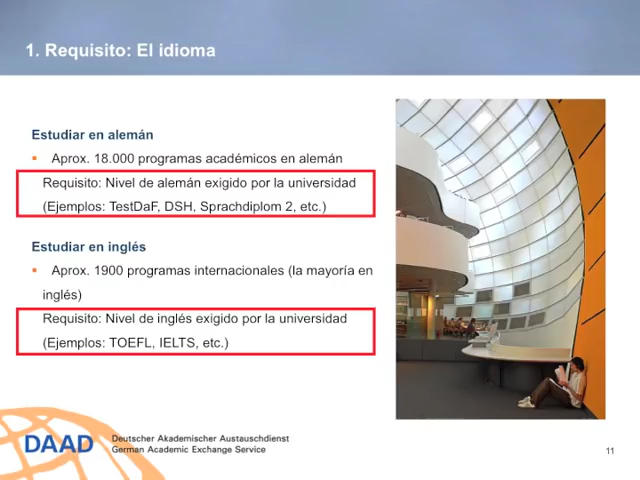 1. Requisito: El idioma
Estudiar en alemán
Aprox. 18.000 programas académicos en alemán
Requisito: Nivel de alemán exigido por la universidad
(Ejemplos: TestDaF, DSH, Sprachdiplom 2, etc.)
Estudiar en inglés
Aprox. 1900 programas internacionales (la mayoría en
inglés)
Requisito: Nivel de inglés exigido por la universidad
(Ejemplos: TOEFL, IELTS, etc.)
DAAD
Deutscher Akademischer Austauschdienst
German Academic Exchange Service
11